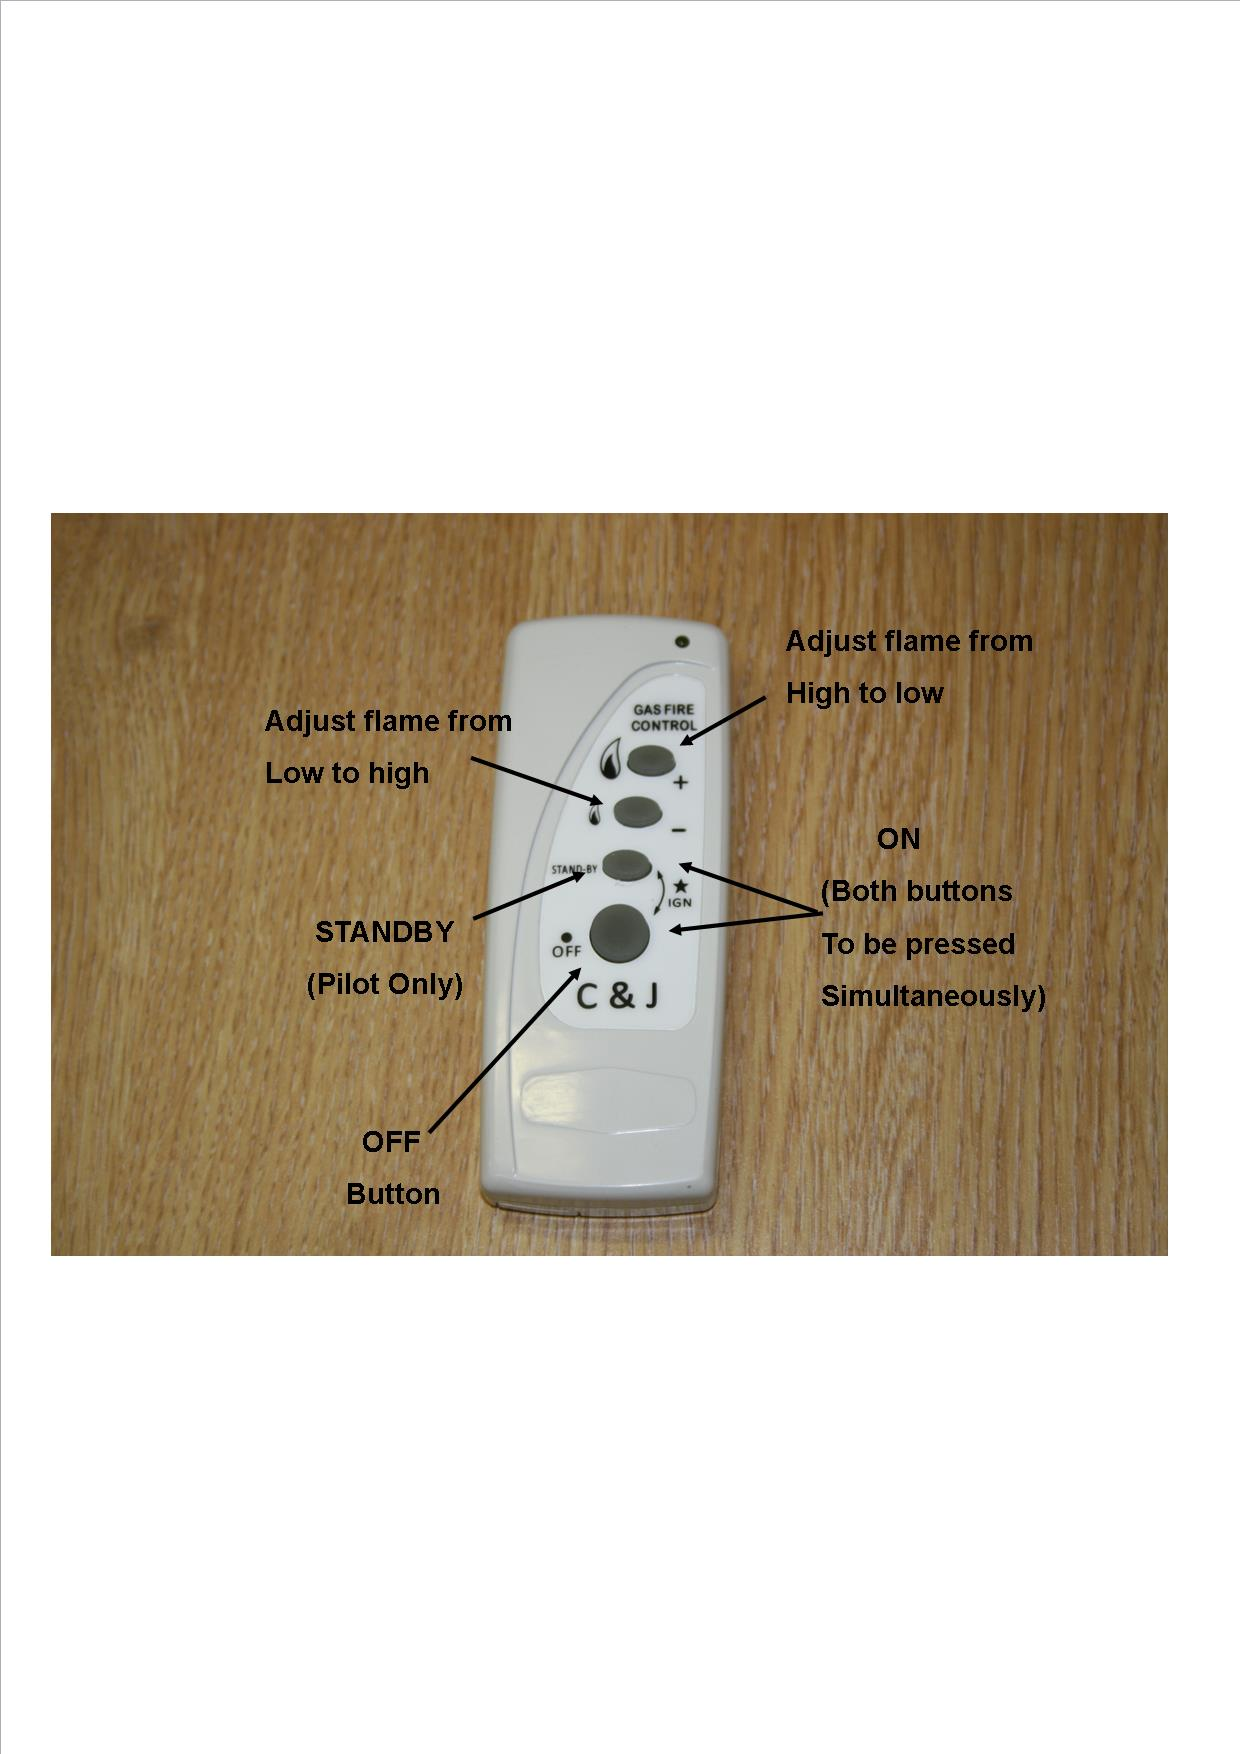 Adjust flame from
High to low
Adjust flame from
Low to high
GAS FIRE
CONTROL
+
−
STAND-BY
★
IGN
OFF
C & J
ON
(Both buttons
To be pressed
Simultaneously)
STANDBY
(Pilot Only)
OFF
Button